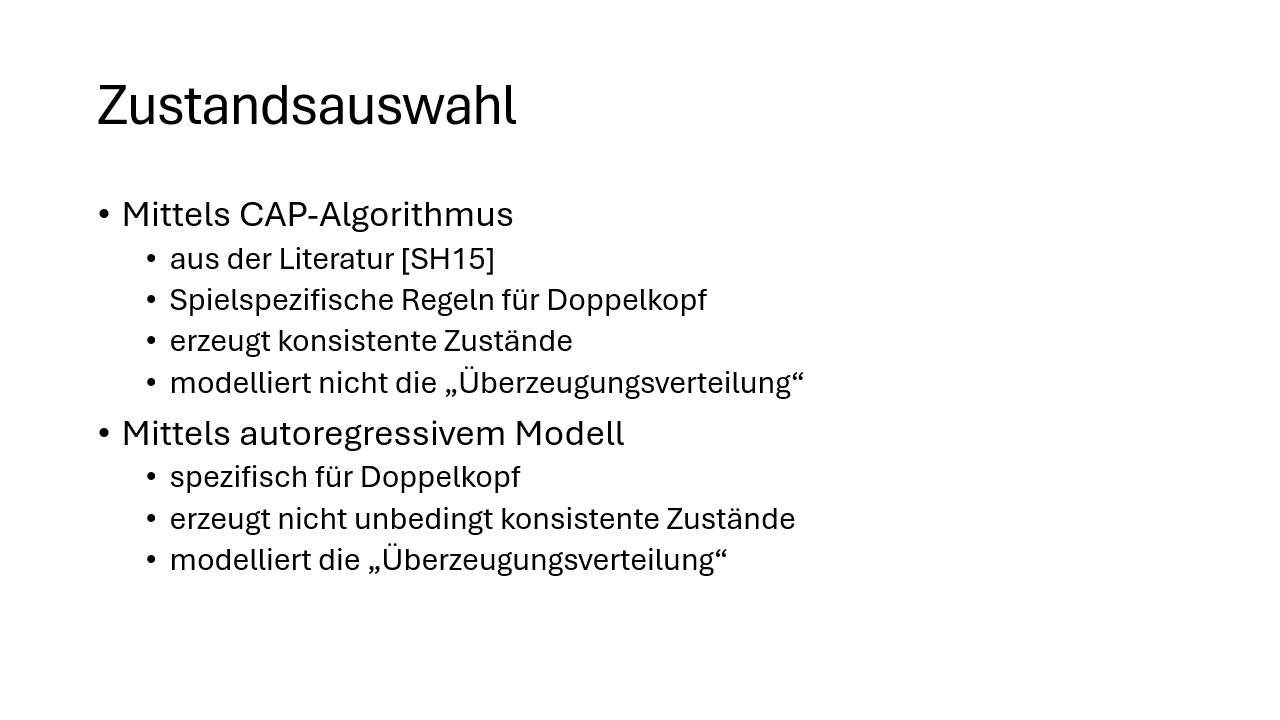 Zustandsauswahl
• Mittels CAP-Algorithmus
• aus der Literatur [SH15]
• Spielspezifische Regeln für Doppelkopf
• erzeugt konsistente Zustände
• modelliert nicht die „Überzeugungsverteilung“
• Mittels autoregressivem Modell
• spezifisch für Doppelkopf
• erzeugt nicht unbedingt konsistente Zustände
• modelliert die „Überzeugungsverteilung“